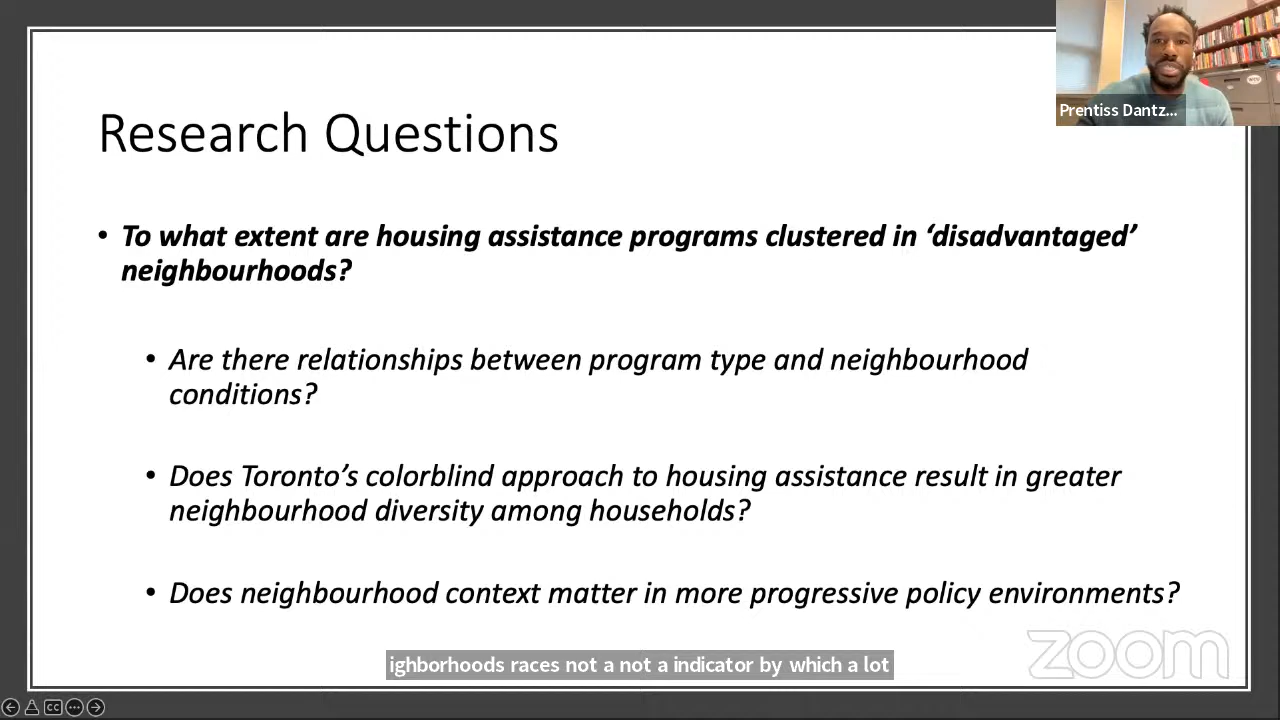 Prentiss Dantz...
Research Questions
• To what extent are housing assistance programs clustered in ‘disadvantaged’
neighbourhoods?
• Are there relationships between program type and neighbourhood
conditions?
• Does Toronto’s colorblind approach to housing assistance result in greater
neighbourhood diversity among households?
• Does neighbourhood context matter in more progressive policy environments?
ighborhoods races not a not a indicator by which a lot
zoom
CC